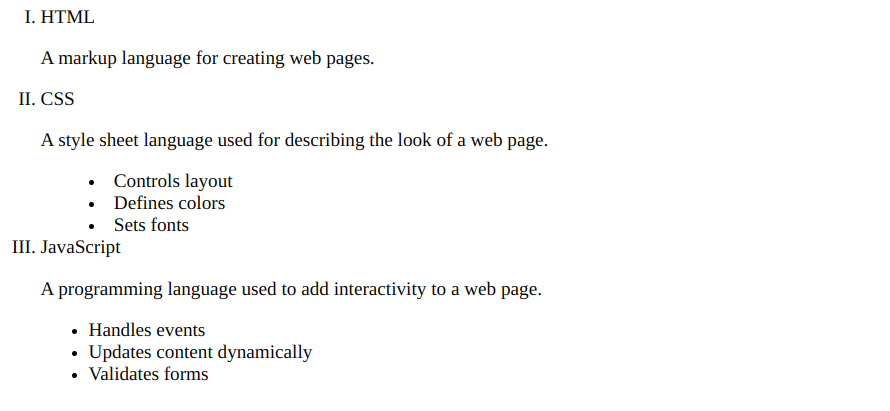 I. HTML
A markup language for creating web pages.
II. CSS
A style sheet language used for describing the look of a web page.
• Controls layout
• Defines colors
• Sets fonts
III. JavaScript
A programming language used to add interactivity to a web page.
• Handles events
• Updates content dynamically
• Validates forms